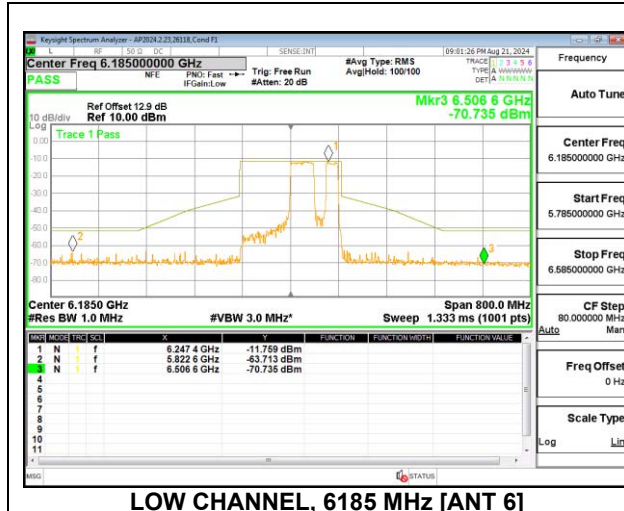 Keysight Spectrum Analyzer - AP2024.2.23,26118,Cond F1
L RF 50 Ω DC SENSE:INT 09:01:26 PM Aug 21, 2024
Center Freq 6.185000000 GHz
PASS
NFE
PNO: Fast
IFGain:Low
Trig: Free Run
#Atten: 20 dB
#Avg Type: RMS
Avg|Hold: 100/100
TRACE 1 2 3 4 5 6
TYPE A WWWWW
DET A N N N N N
Frequency
Auto Tune
Ref Offset 12.9 dB
10 dB/div Ref 10.00 dBm
Log
Mkr3 6.506 6 GHz
-70.735 dBm
Trace 1 Pass
0.00
-10.0
-20.0
-30.0
-40.0
-50.0
-60.0
-70.0
-80.0
1
2
3
Center 6.1850 GHz
Span 800.0 MHz
#Res BW 1.0 MHz
#VBW 3.0 MHz*
Sweep 1.333 ms (1001 pts)
Center Freq
6.185000000 GHz
Start Freq
5.785000000 GHz
Stop Freq
6.585000000 GHz
CF Step
80.000000 MHz
Auto Man
Freq Offset
0 Hz
Scale Type
Log Lin
MKR MODE TRC SCL X Y FUNCTION FUNCTION WIDTH FUNCTION VALUE
1 N 1 f 6.247 4 GHz -11.759 dBm
2 N 1 f 5.822 6 GHz -63.713 dBm
3 N 1 f 6.506 6 GHz -70.735 dBm
4
5
6
7
8
9
10
11
MSG
STATUS
LOW CHANNEL, 6185 MHz [ANT 6]